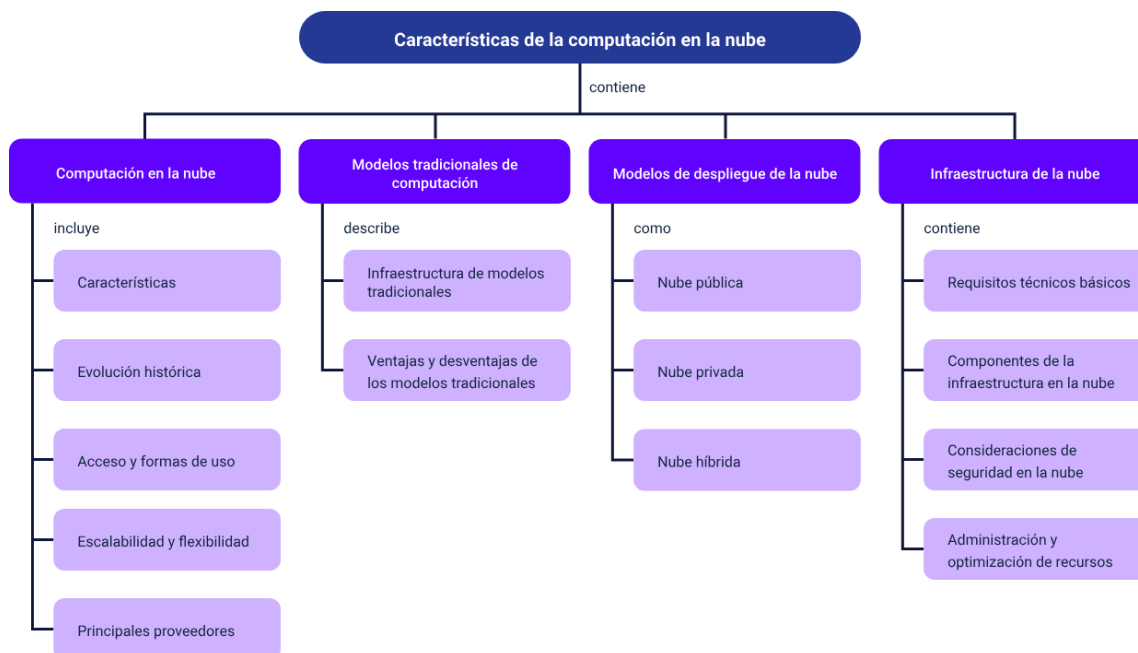 Características de la computación en la nube
contiene
Computación en la nube
incluye
Características
Evolución histórica
Acceso y formas de uso
Escalabilidad y flexibilidad
Principales proveedores
Modelos tradicionales de
computación
describe
Infraestructura de modelos
tradicionales
Ventajas y desventajas de
los modelos tradicionales
Modelos de despliegue de la nube
como
Nube pública
Nube privada
Nube híbrida
Infraestructura de la nube
contiene
Requisitos técnicos básicos
Componentes de la
infraestructura en la nube
Consideraciones de
seguridad en la nube
Administración y
optimización de recursos